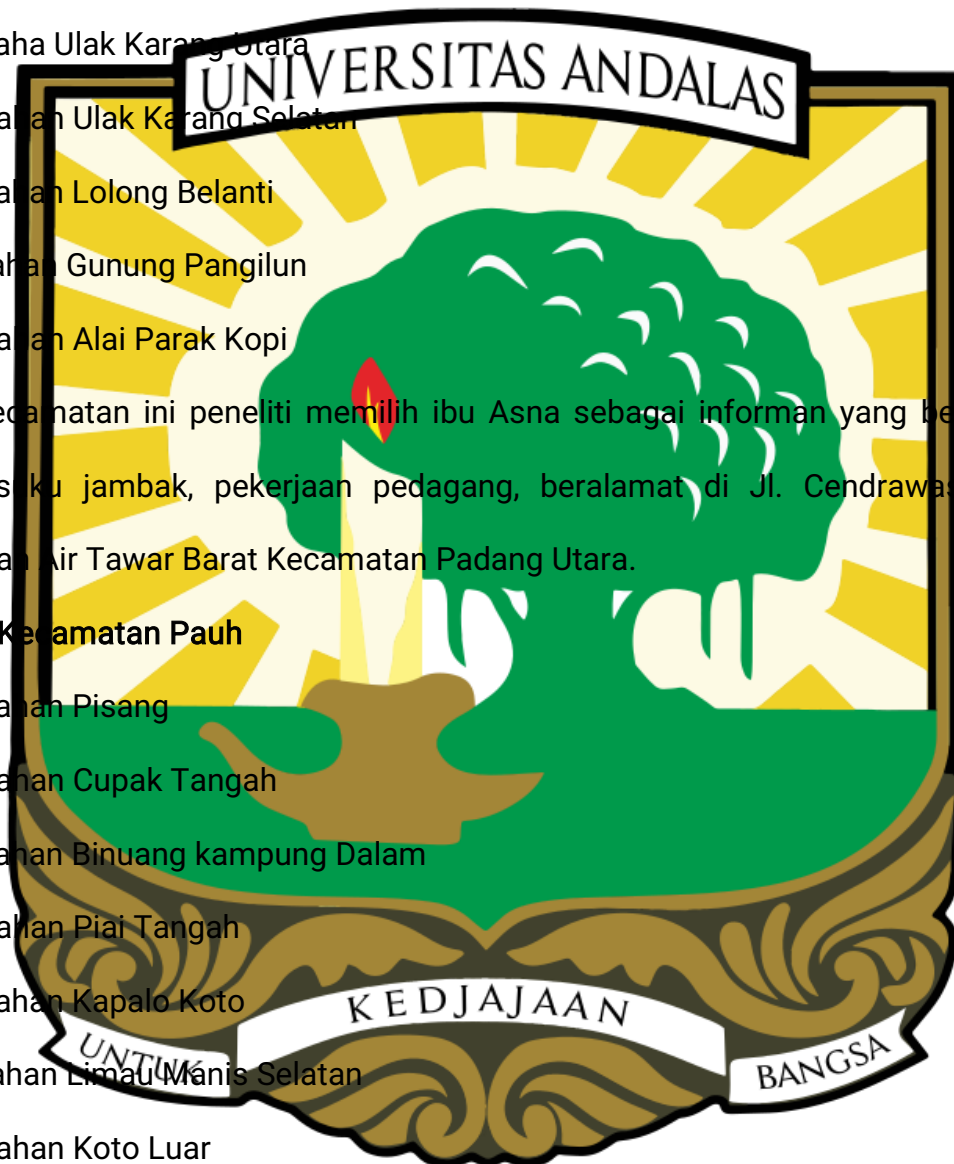 aha Ulak Karang Utara
UNIVERSITAS ANDALAS
ahan Ulak Karang Selatan
ahan Lolong Belanti
ahan Gunung Pangilun
ahan Alai Parak Kopi
ecamatan ini peneliti memilih ibu Asna sebagai informan yang be
suku jambak, pekerjaan pedagang, beralamat di Jl. Cendrawas
an Air Tawar Barat Kecamatan Padang Utara.
Kecamatan Pauh
ahan Pisang
ahan Cupak Tangah
ahan Binuang kampung Dalam
ahan Piai Tangah
ahan Kapalo Koto
KEDJAJAAN
UNTUK
BANGSA
ahan Limau Manis Selatan
ahan Koto Luar